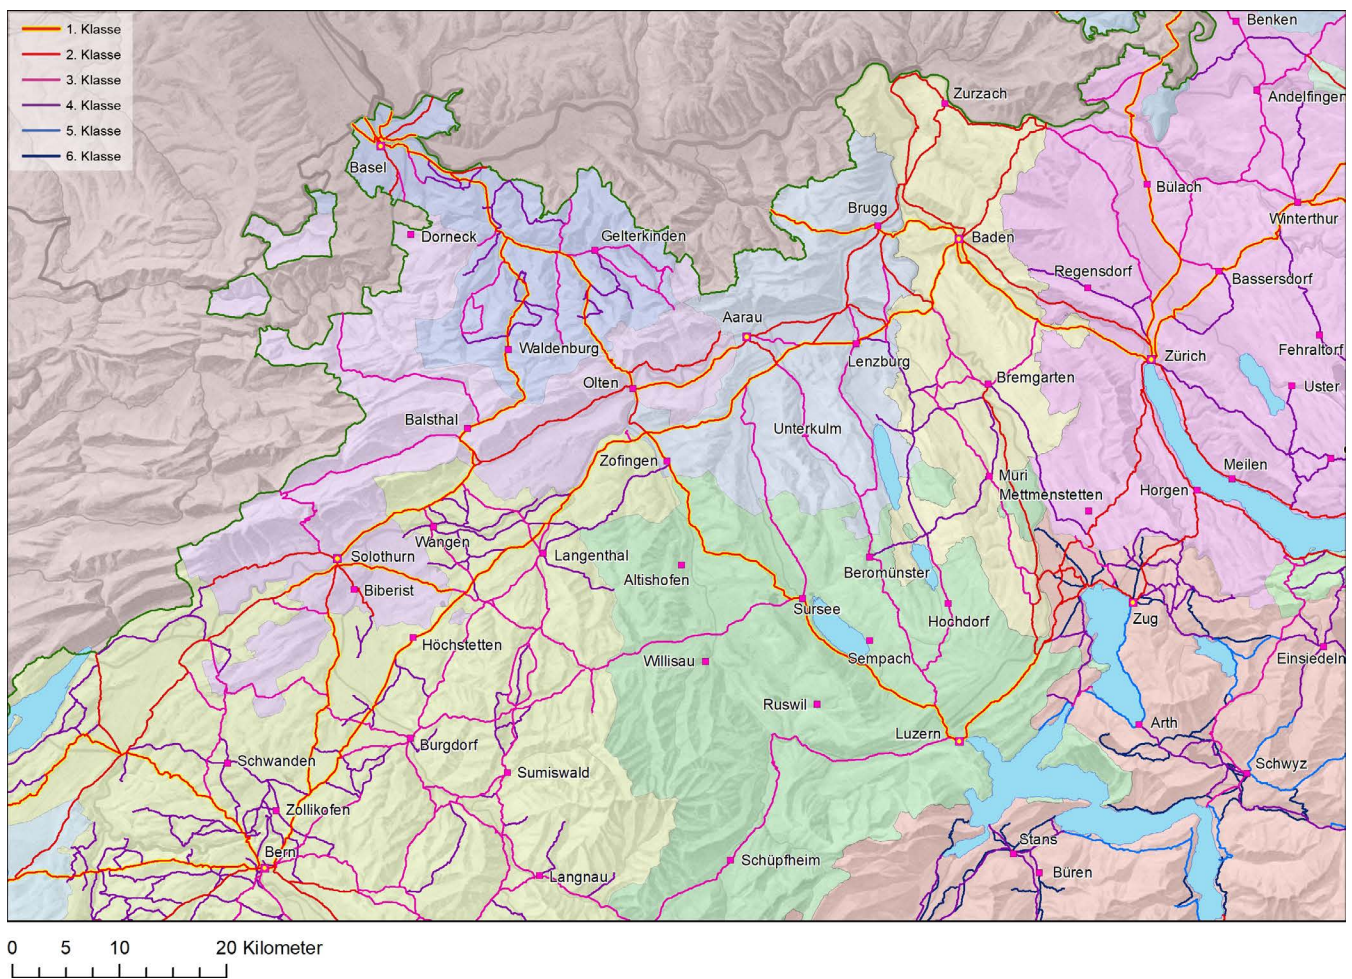 1. Klasse
2. Klasse
3. Klasse
4. Klasse
5. Klasse
6. Klasse
Benken
Zurzach
Andelfingen
Basel
Bülach
Brugg
Winterthur
Dorneck
Gelterkinden
Baden
Regensdorf
Bassersdorf
Aarau
Waldenburg
Lenzburg
Zürich
Fehraltorf
Olten
Bremgarten
Uster
Balsthal
Unterkulm
Zofingen
Meilen
Muri
Horgen
Mettmenstetten
Wangen
Solothurn
Langenthal
Altishofen
Beromünster
Biberist
Sursee
Hochdorf
Zug
Höchstetten
Willisau
Sempach
Einsiedeln
Ruswil
Arth
Luzern
Burgdorf
Schwanden
Sumiswald
Schwyz
Zollikofen
Stans
Bern
Schüpfheim
Langnau
Büren
0 5 10 20 Kilometer